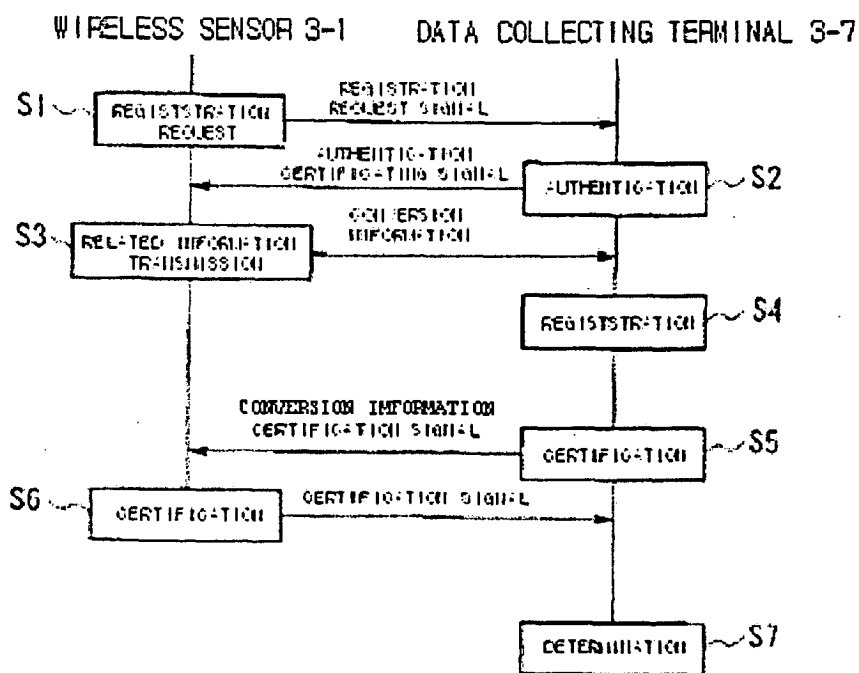 WIRELESS SENSOR 3-1 DATA COLLECTING TERMINAL 3-7
REGISTRATION
REQUEST SIGNAL
S1
REGISTSTRATION
REQUEST
AUTHENTICATION
CERTIFICATING SIGNAL
AUTHENTICATION
S2
S3
RELATED INFORMATION
TRANSMISSION
CONVERSION
INFORMATION
REGISTSTRATION
S4
CONVERSION IMFORMATION
CERTIFICATION SIGNAL
CERTIFICATION
S5
S6
CERTIFICATION
CERTIFICATION SIGNAL
DETERMINATION
S7